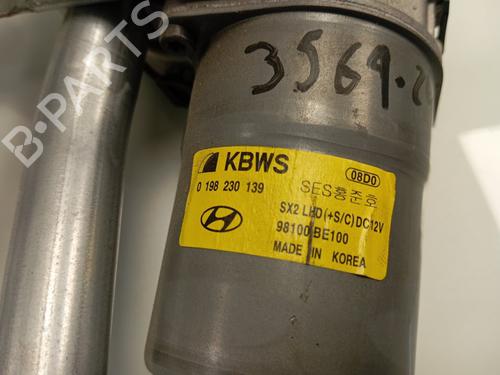 3569.2
KBWS
08D0
0 198 230 139
SES홍준호
SX2 LHD(+S/C)DC12V
98100 BE100
MADE IN KOREA
B-PARTS